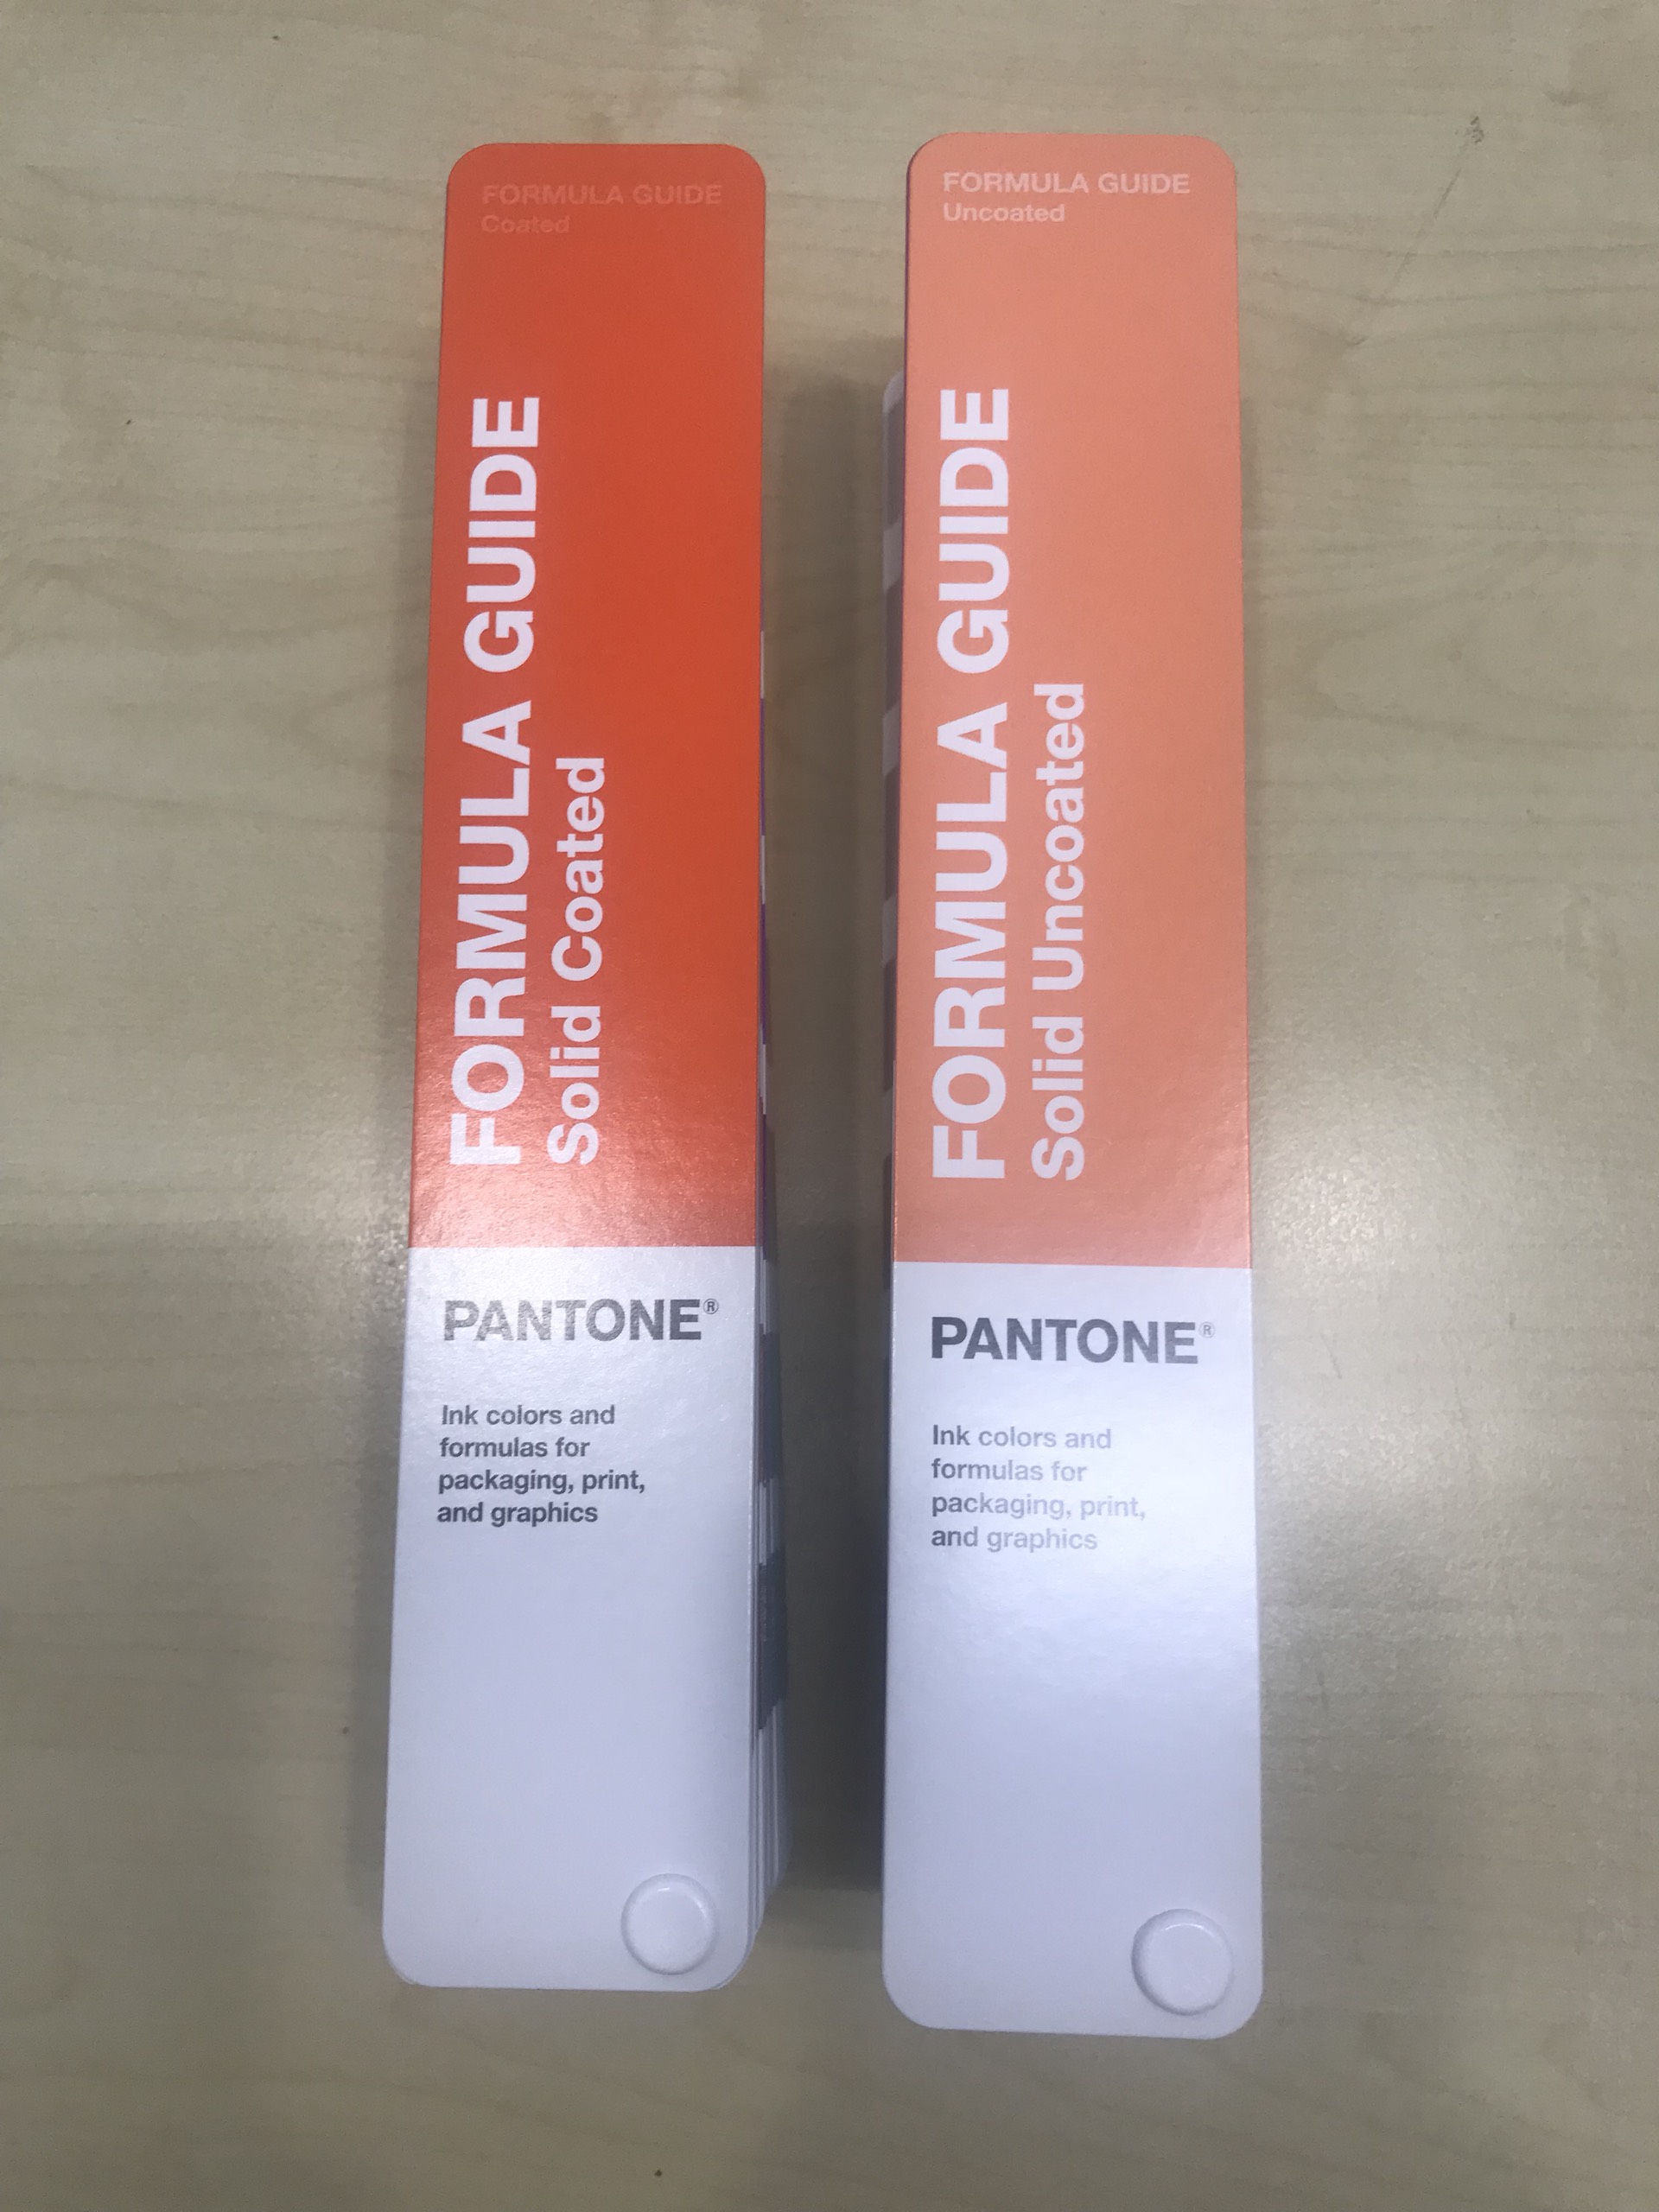 FORMULA GUIDE
Coated
FORMULA GUIDE
Solid Coated
PANTONE®
Ink colors and
formulas for
packaging, print,
and graphics
FORMULA GUIDE
Uncoated
FORMULA GUIDE
Solid Uncoated
PANTONE®
Ink colors and
formulas for
packaging, print,
and graphics